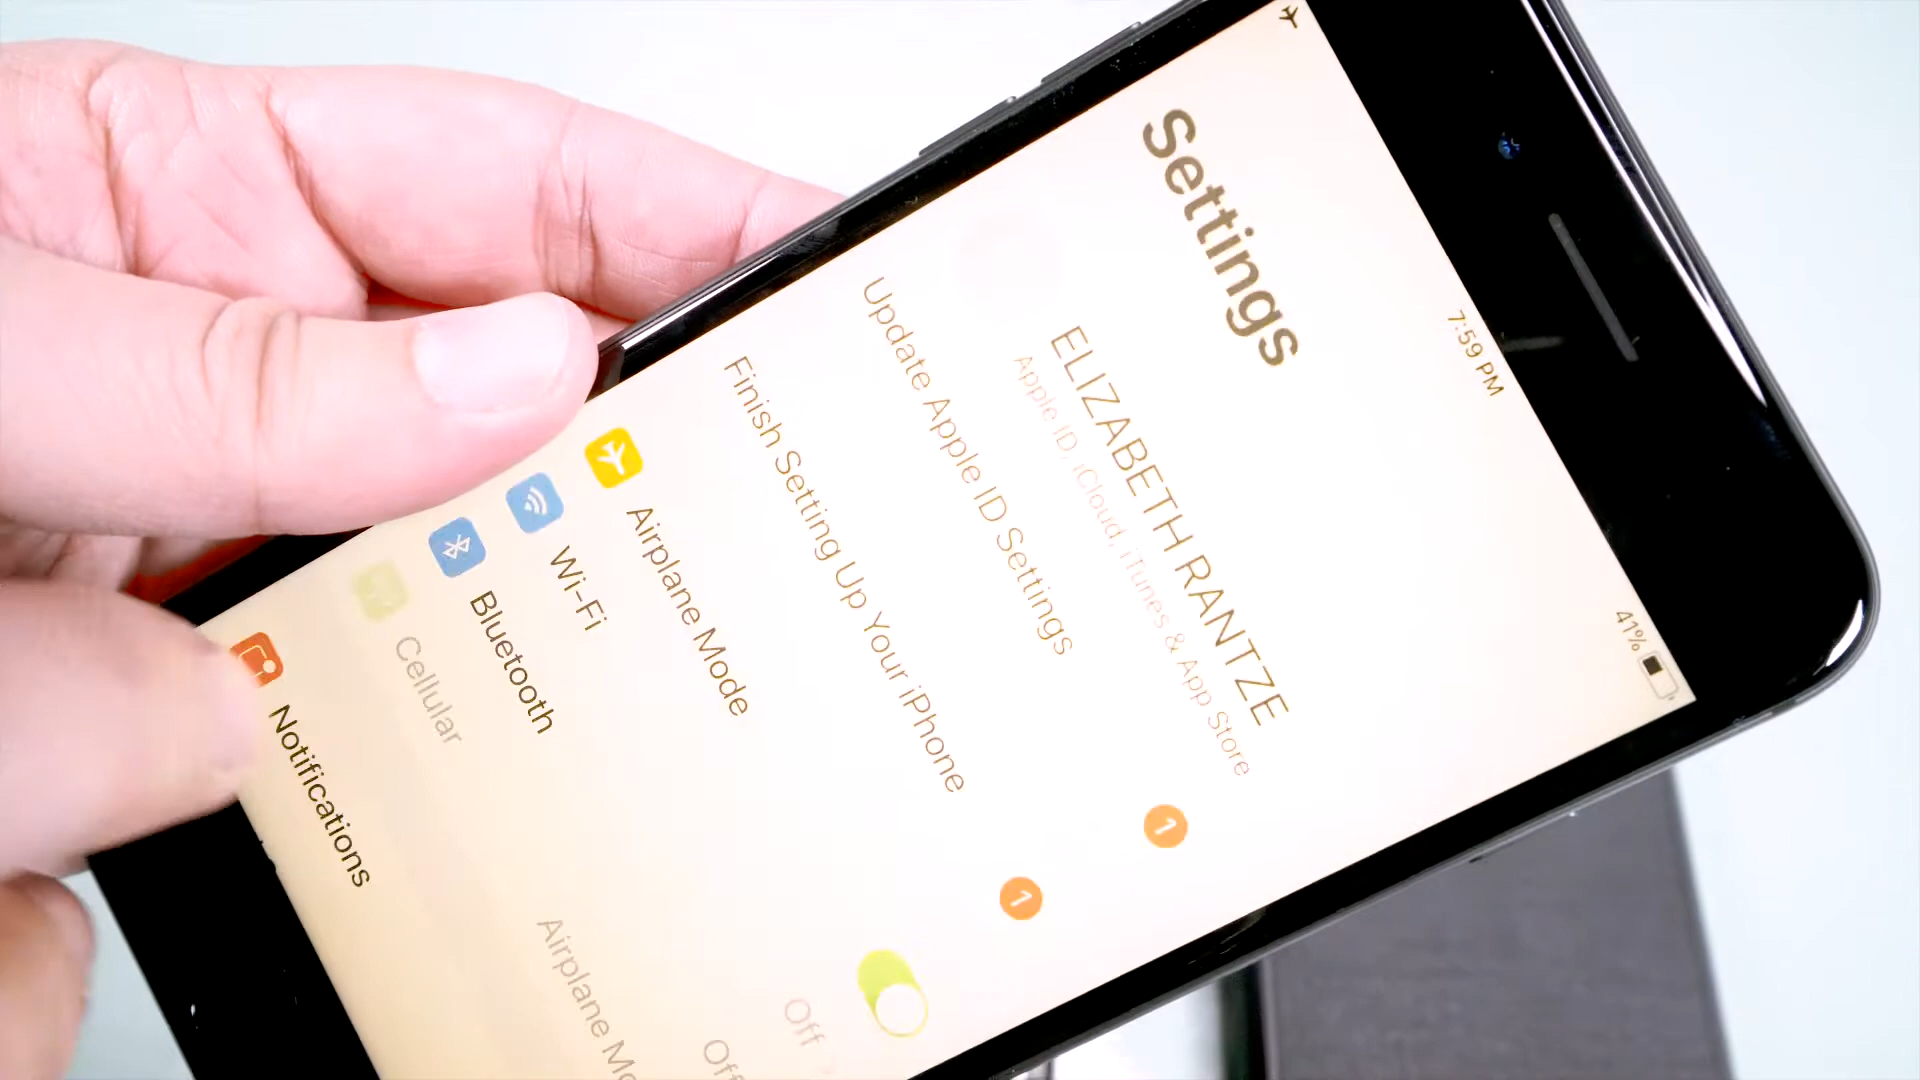 7:59 PM
41%
Settings
ELIZABETH RANTZE
Apple ID, iCloud, iTunes & App Store
Update Apple ID Settings
1
Finish Setting Up Your iPhone
1
Airplane Mode
Wi-Fi
Off
Bluetooth
Off
Cellular
Airplane Mo
Notifications